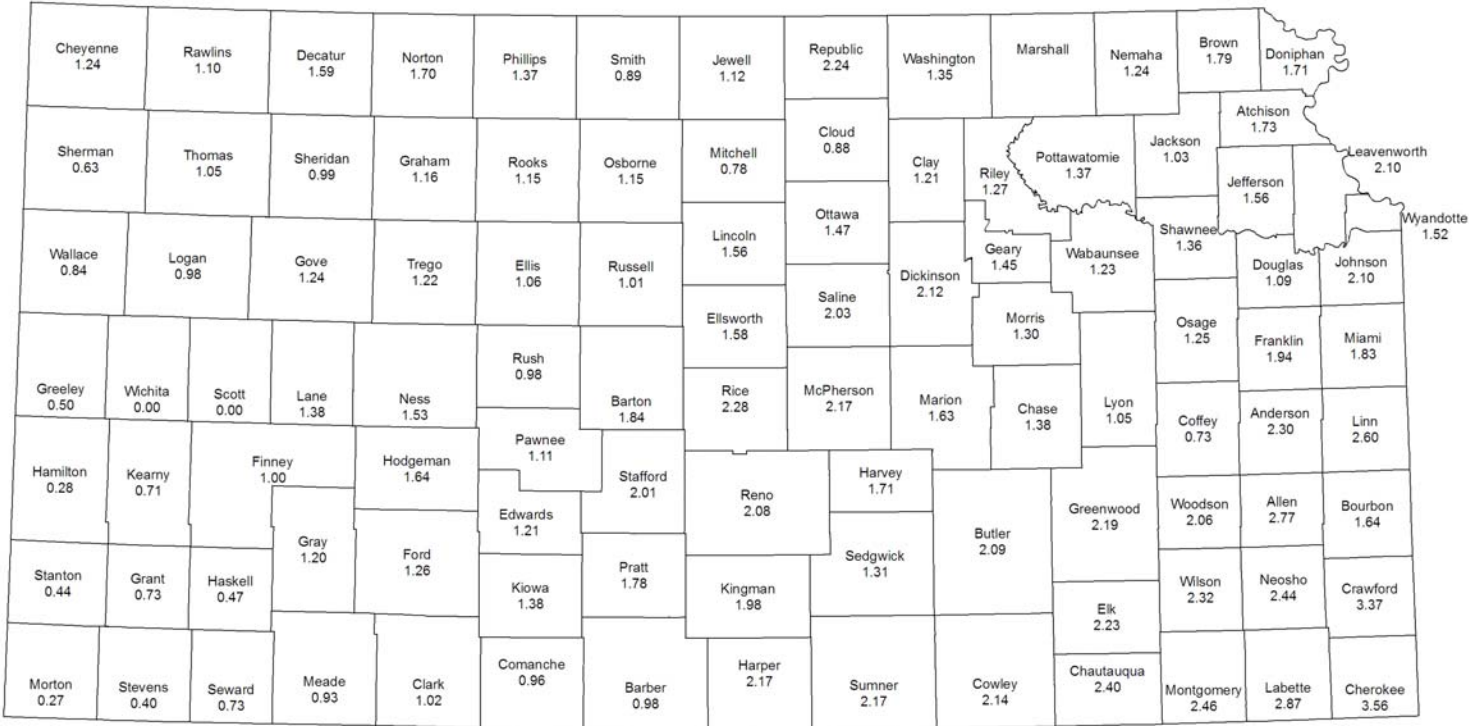 Cheyenne
1.24
Rawlins
1.10
Decatur
1.59
Norton
1.70
Phillips
1.37
Smith
0.89
Jewell
1.12
Republic
2.24
Washington
1.35
Marshall
Nemaha
1.24
Brown
1.79
Doniphan
1.71
Sherman
0.63
Thomas
1.05
Sheridan
0.99
Graham
1.16
Rooks
1.15
Osborne
1.15
Mitchell
0.78
Cloud
0.88
Clay
1.21
Riley
1.27
Pottawatomie
1.37
Jackson
1.03
Atchison
1.73
Jefferson
1.56
Leavenworth
2.10
Wyandotte
1.52
Wallace
0.84
Logan
0.98
Gove
1.24
Trego
1.22
Ellis
1.06
Russell
1.01
Lincoln
1.56
Ottawa
1.47
Saline
2.03
Dickinson
2.12
Geary
1.45
Wabaunsee
1.23
Shawnee
1.36
Douglas
1.09
Johnson
2.10
Ellsworth
1.58
Morris
1.30
Osage
1.25
Franklin
1.94
Miami
1.83
Greeley
0.50
Wichita
0.00
Scott
0.00
Lane
1.38
Ness
1.53
Rush
0.98
Barton
1.84
Rice
2.28
McPherson
2.17
Marion
1.63
Chase
1.38
Lyon
1.05
Coffey
0.73
Anderson
2.30
Linn
2.60
Hamilton
0.28
Kearny
0.71
Finney
1.00
Hodgeman
1.64
Pawnee
1.11
Stafford
2.01
Edwards
1.21
Reno
2.08
Harvey
1.71
Butler
2.09
Greenwood
2.19
Woodson
2.06
Allen
2.77
Bourbon
1.64
Gray
1.20
Ford
1.26
Sedgwick
1.31
Stanton
0.44
Grant
0.73
Haskell
0.47
Kiowa
1.38
Pratt
1.78
Kingman
1.98
Elk
2.23
Wilson
2.32
Neosho
2.44
Crawford
3.37
Morton
0.27
Stevens
0.40
Seward
0.73
Meade
0.93
Clark
1.02
Comanche
0.96
Barber
0.98
Harper
2.17
Sumner
2.17
Cowley
2.14
Chautauqua
2.40
Montgomery
2.46
Labette
2.87
Cherokee
3.56